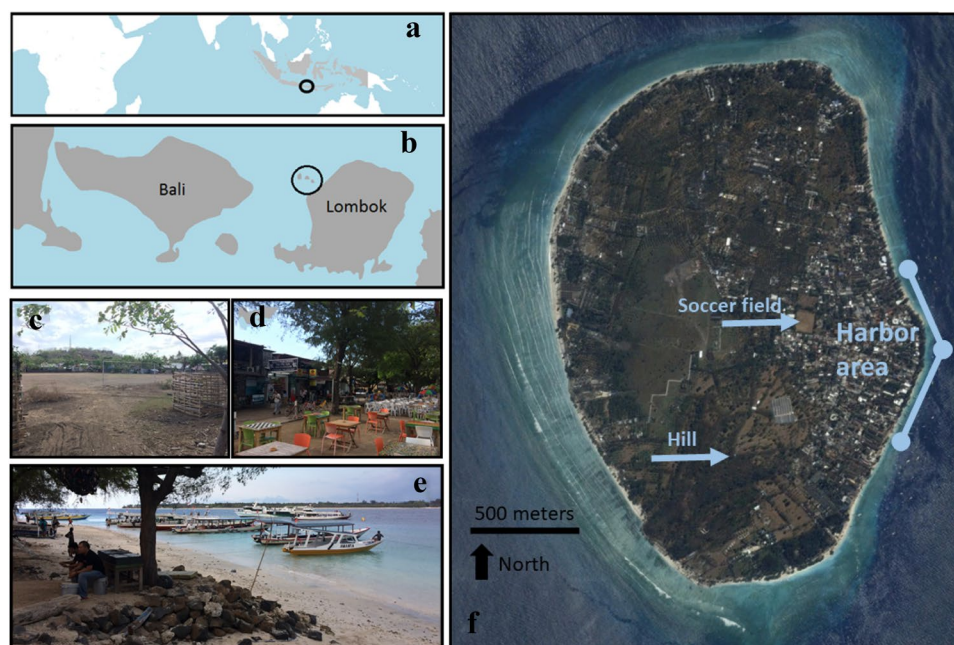 a
b
Bali
Lombok
c
d
e
Soccer field
Harbor
area
Hill
500 meters
North
f